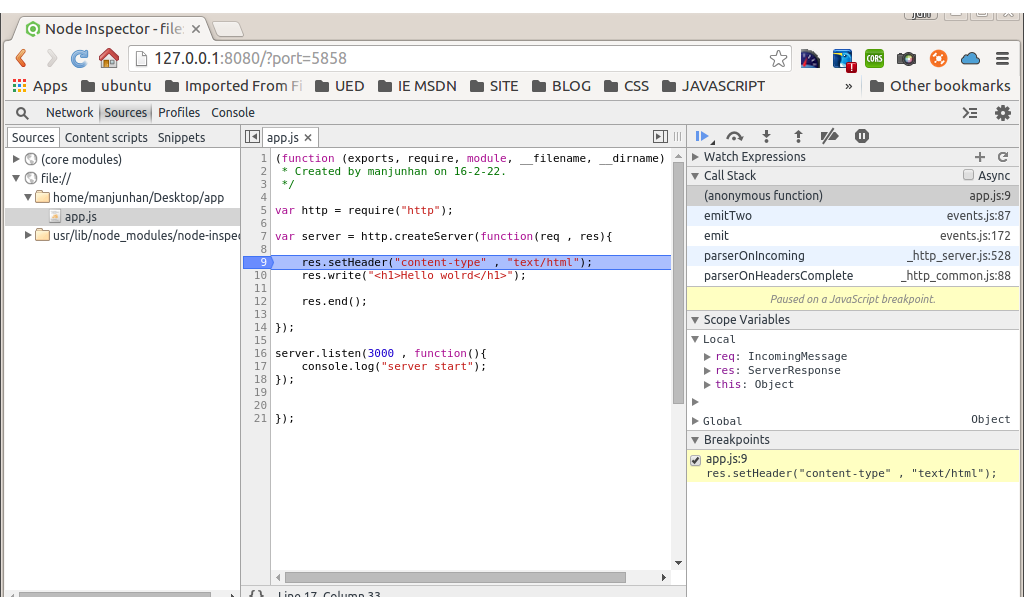 jun
Node Inspector - file:
127.0.0.1:8080/?port=5858
CORS
Apps ubuntu Imported From Fi UED IE MSDN SITE BLOG CSS JAVASCRIPT » Other bookmarks
Network Sources Profiles Console
Sources Content scripts Snippets
(core modules)
file://
home/manjunhan/Desktop/app
app.js
usr/lib/node_modules/node-inspe
app.js ×
1 (function (exports, require, module, __filename, __dirname)
2 * Created by manjunhan on 16-2-22.
3 */
4
5 var http = require("http");
6
7 var server = http.createServer(function(req , res){
8
9 res.setHeader("content-type" , "text/html");
10 res.write("<h1>Hello wolrd</h1>");
11
12 res.end();
13
14 });
15
16 server.listen(3000 , function(){
17 console.log("server start");
18 });
19
20
21 });
{} Line 17, Column 33
Watch Expressions
Call Stack Async
(anonymous function) app.js:9
emitTwo events.js:87
emit events.js:172
parserOnIncoming _http_server.js:528
parserOnHeadersComplete _http_common.js:88
Paused on a JavaScript breakpoint.
Scope Variables
Local
req: IncomingMessage
res: ServerResponse
this: Object
Global Object
Breakpoints
app.js:9
res.setHeader("content-type" , "text/html");